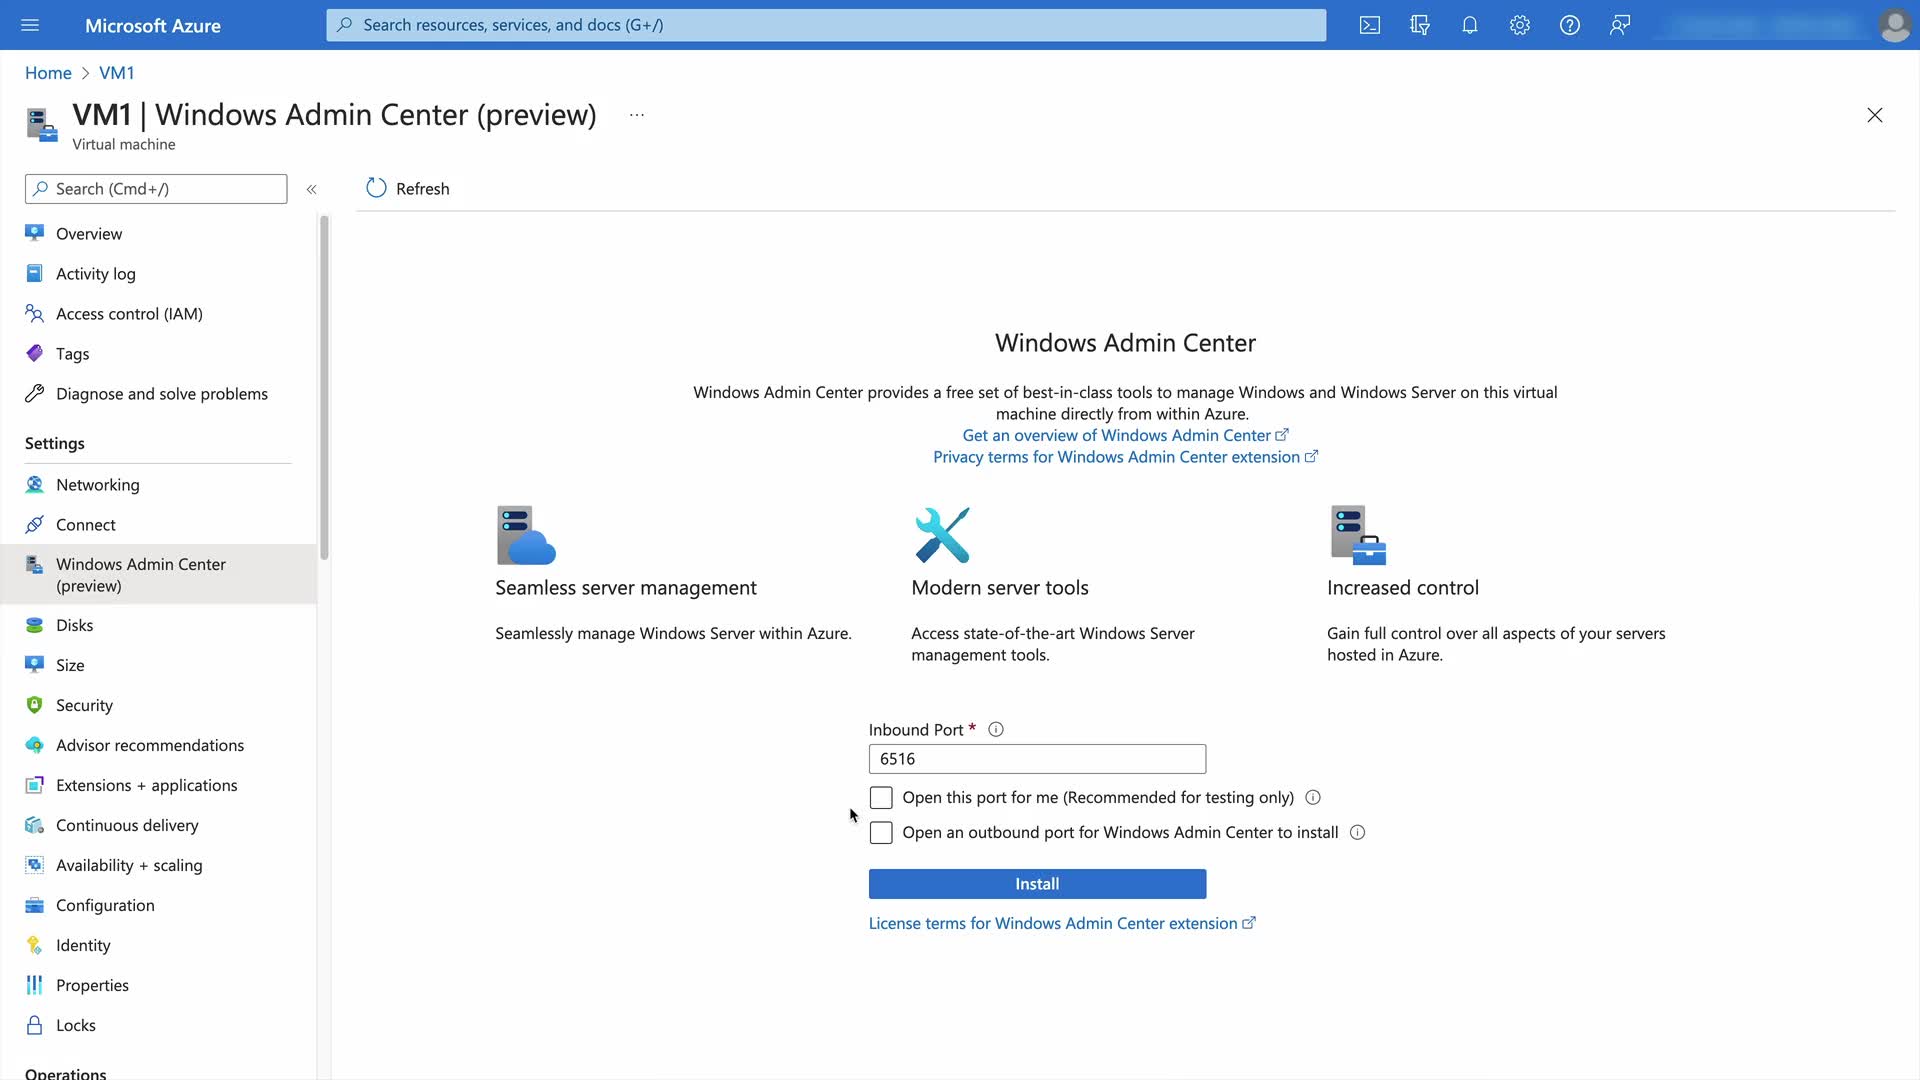 Microsoft Azure
Search resources, services, and docs (G+/)
Home > VM1
VM1 | Windows Admin Center (preview) ...
Virtual machine
Search (Cmd+/)
«
Refresh
Overview
Activity log
Access control (IAM)
Tags
Diagnose and solve problems
Settings
Networking
Connect
Windows Admin Center
(preview)
Disks
Size
Security
Advisor recommendations
Extensions + applications
Continuous delivery
Availability + scaling
Configuration
Identity
Properties
Locks
Operations
Windows Admin Center
Windows Admin Center provides a free set of best-in-class tools to manage Windows and Windows Server on this virtual
machine directly from within Azure.
Get an overview of Windows Admin Center
Privacy terms for Windows Admin Center extension
Seamless server management
Seamlessly manage Windows Server within Azure.
Modern server tools
Access state-of-the-art Windows Server
management tools.
Increased control
Gain full control over all aspects of your servers
hosted in Azure.
Inbound Port *
6516
Open this port for me (Recommended for testing only)
Open an outbound port for Windows Admin Center to install
Install
License terms for Windows Admin Center extension